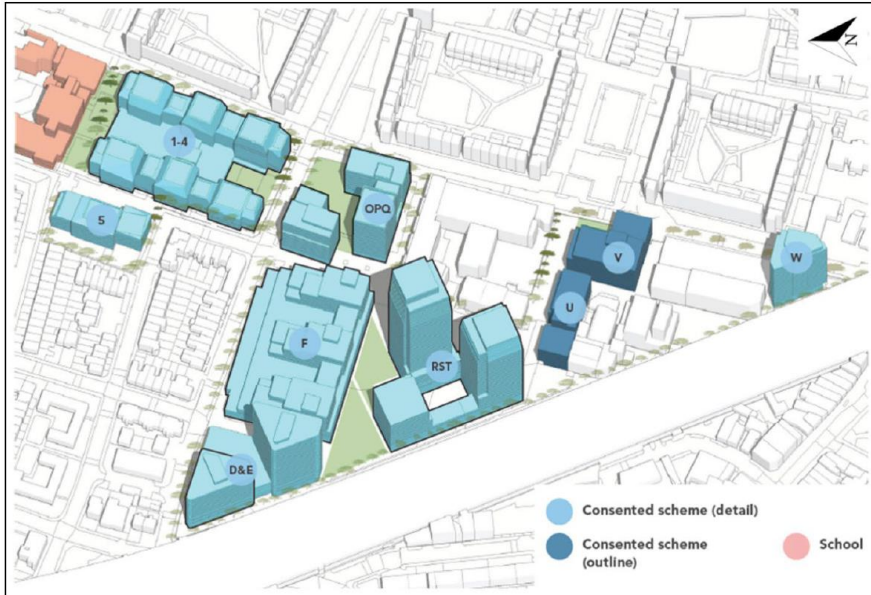 N
1-4
5
OPQ
V
W
U
F
RST
D&E
Consented scheme (detail)
Consented scheme
(outline)
School